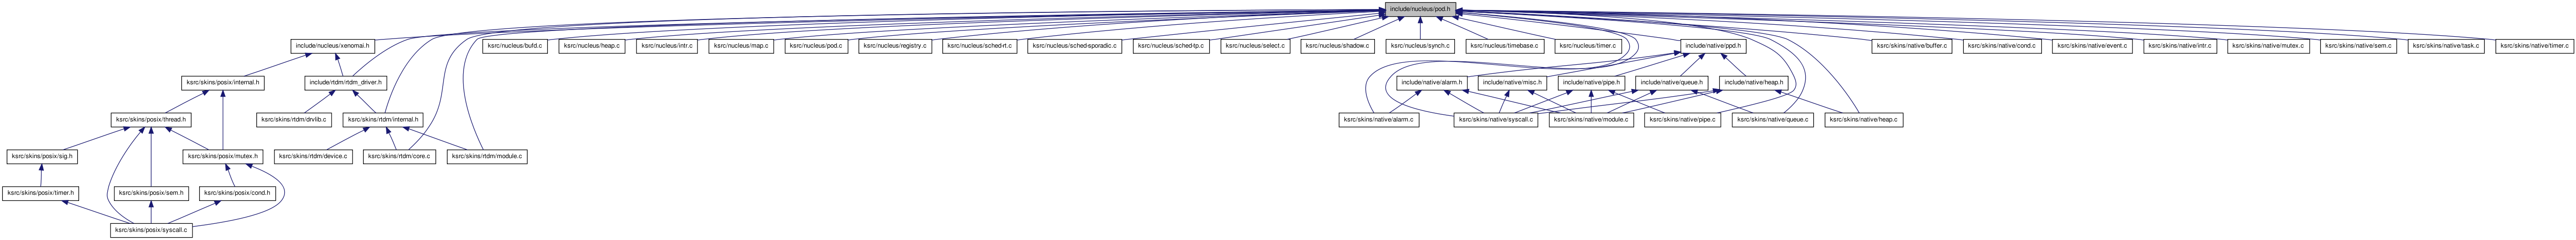 include/nucleus/pod.h
include/nucleus/xenomai.h
ksrc/nucleus/bufd.c
ksrc/nucleus/heap.c
ksrc/nucleus/intr.c
ksrc/nucleus/map.c
ksrc/nucleus/pod.c
ksrc/nucleus/registry.c
ksrc/nucleus/sched-rt.c
ksrc/nucleus/sched-sporadic.c
ksrc/nucleus/sched-tp.c
ksrc/nucleus/select.c
ksrc/nucleus/shadow.c
ksrc/nucleus/synch.c
ksrc/nucleus/timebase.c
ksrc/nucleus/timer.c
include/native/ppd.h
ksrc/skins/native/buffer.c
ksrc/skins/native/cond.c
ksrc/skins/native/event.c
ksrc/skins/native/intr.c
ksrc/skins/native/mutex.c
ksrc/skins/native/sem.c
ksrc/skins/native/task.c
ksrc/skins/native/timer.c
ksrc/skins/posix/internal.h
include/rtdm/rtdm_driver.h
include/native/alarm.h
include/native/misc.h
include/native/pipe.h
include/native/queue.h
include/native/heap.h
ksrc/skins/posix/thread.h
ksrc/skins/rtdm/drvlib.c
ksrc/skins/rtdm/internal.h
ksrc/skins/native/alarm.c
ksrc/skins/native/syscall.c
ksrc/skins/native/module.c
ksrc/skins/native/pipe.c
ksrc/skins/native/queue.c
ksrc/skins/native/heap.c
ksrc/skins/posix/sig.h
ksrc/skins/posix/mutex.h
ksrc/skins/rtdm/device.c
ksrc/skins/rtdm/core.c
ksrc/skins/rtdm/module.c
ksrc/skins/posix/timer.h
ksrc/skins/posix/sem.h
ksrc/skins/posix/cond.h
ksrc/skins/posix/syscall.c